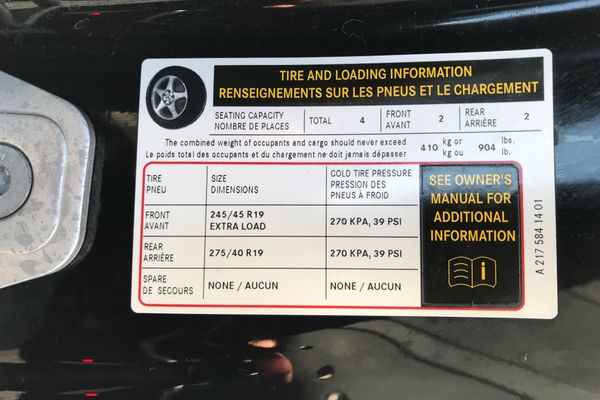 TIRE AND LOADING INFORMATION
RENSEIGNEMENTS SUR LES PNEUS ET LE CHARGEMENT
SEATING CAPACITY TOTAL 4 FRONT 2 REAR 2
NOMBRE DE PLACES AVANT ARRIÈRE
The combined weight of occupants and cargo should never exceed 410 kg or 904 lbs.
Le poids total des occupants et du chargement ne doit jamais dépasser kg ou lb.
TIRE SIZE COLD TIRE PRESSURE
PNEU DIMENSIONS PRESSION DES
PNEUS À FROID
FRONT 245/45 R19 270 KPA, 39 PSI
AVANT EXTRA LOAD
REAR 275/40 R19 270 KPA, 39 PSI
ARRIÈRE
SPARE NONE / AUCUN NONE / AUCUN
DE SECOURS
SEE OWNER'S
MANUAL FOR
ADDITIONAL
INFORMATION
i
A 217 584 14 01